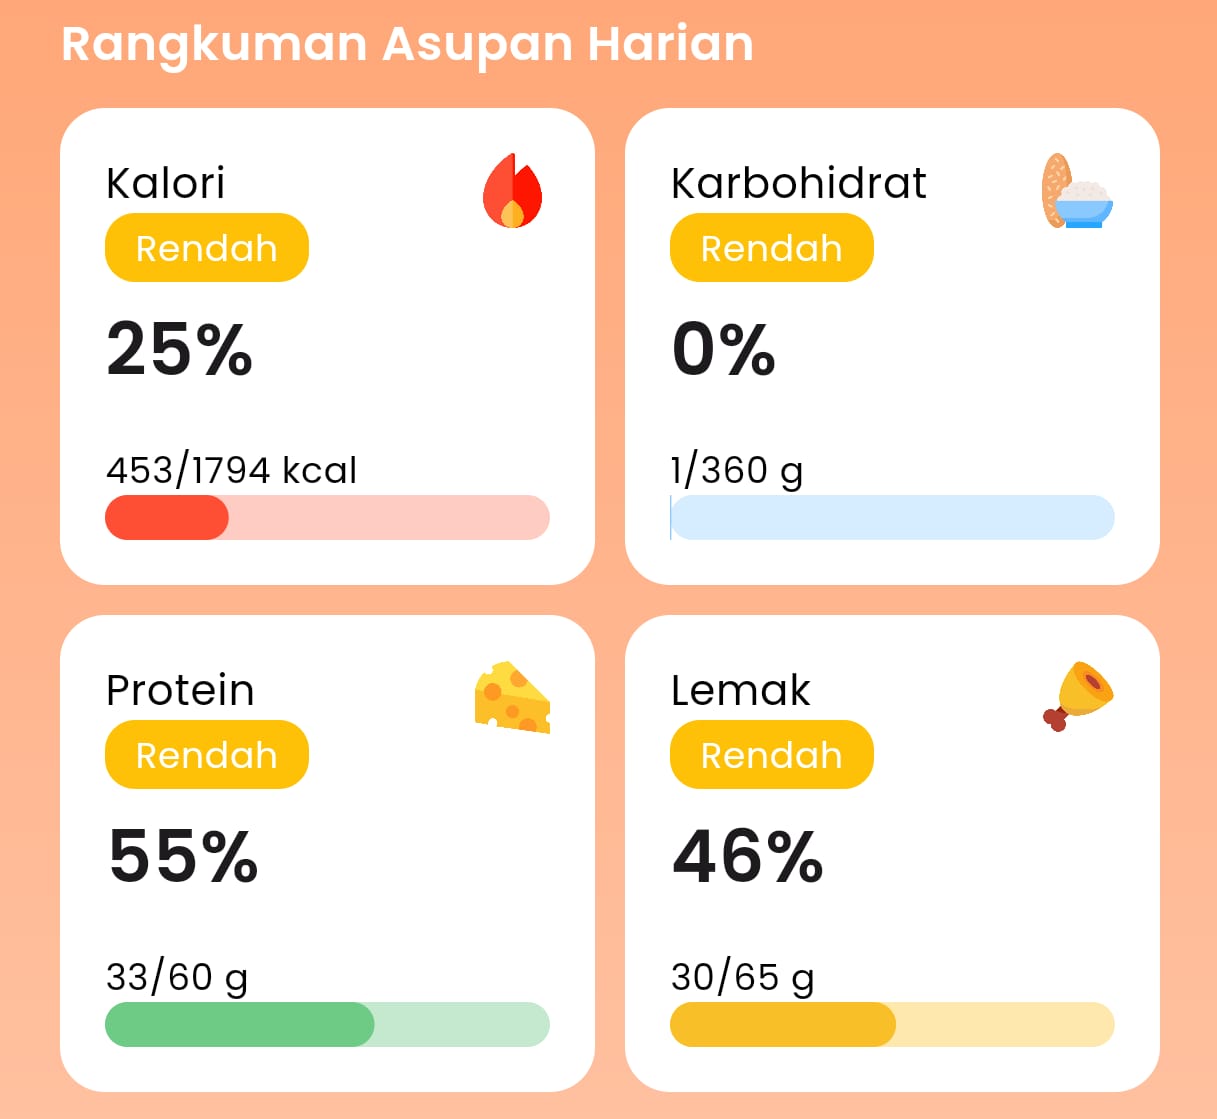 Rangkuman Asupan Harian
Kalori
Rendah
25%
453/1794 kcal
Karbohidrat
Rendah
0%
1/360 g
Protein
Rendah
55%
33/60 g
Lemak
Rendah
46%
30/65 g